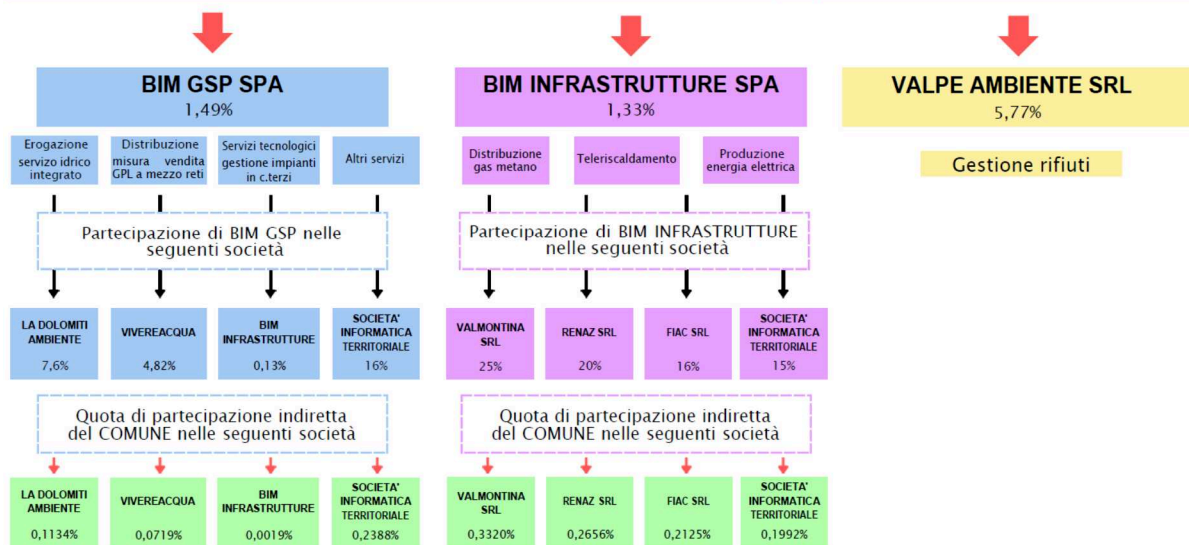 BIM GSP SPA
1,49%
Erogazione
servizo idrico
integrato
Distribuzione
misura vendita
GPL a mezzo reti
Servizi tecnologici
gestione impianti
in c.terzi
Altri servizi
Partecipazione di BIM GSP nelle
seguenti società
LA DOLOMITI
AMBIENTE
7,6%
VIVEREACQUA
4,82%
BIM
INFRASTRUTTURE
0,13%
SOCIETA'
INFORMATICA
TERRITORIALE
16%
Quota di partecipazione indiretta
del COMUNE nelle seguenti società
LA DOLOMITI
AMBIENTE
0,1134%
VIVEREACQUA
0,0719%
BIM
INFRASTRUTTURE
0,0019%
SOCIETA'
INFORMATICA
TERRITORIALE
0,2388%
BIM INFRASTRUTTURE SPA
1,33%
Distribuzione
gas metano
Teleriscaldamento
Produzione
energia elettrica
Partecipazione di BIM INFRASTRUTTURE
nelle seguenti società
VALMONTINA
SRL
25%
RENAZ SRL
20%
FIAC SRL
16%
SOCIETA'
INFORMATICA
TERRITORIALE
15%
Quota di partecipazione indiretta
del COMUNE nelle seguenti società
VALMONTINA
SRL
0,3320%
RENAZ SRL
0,2656%
FIAC SRL
0,2125%
SOCIETA'
INFORMATICA
TERRITORIALE
0,1992%
VALPE AMBIENTE SRL
5,77%
Gestione rifiuti